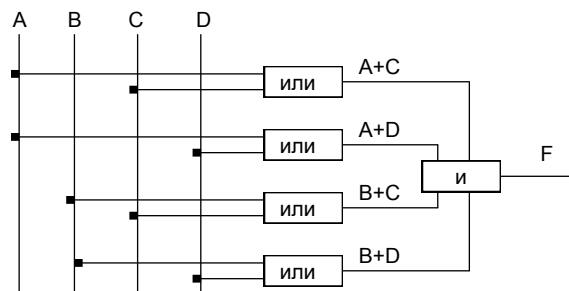 A B C D
или A+C
или A+D
и F
или B+C
или B+D